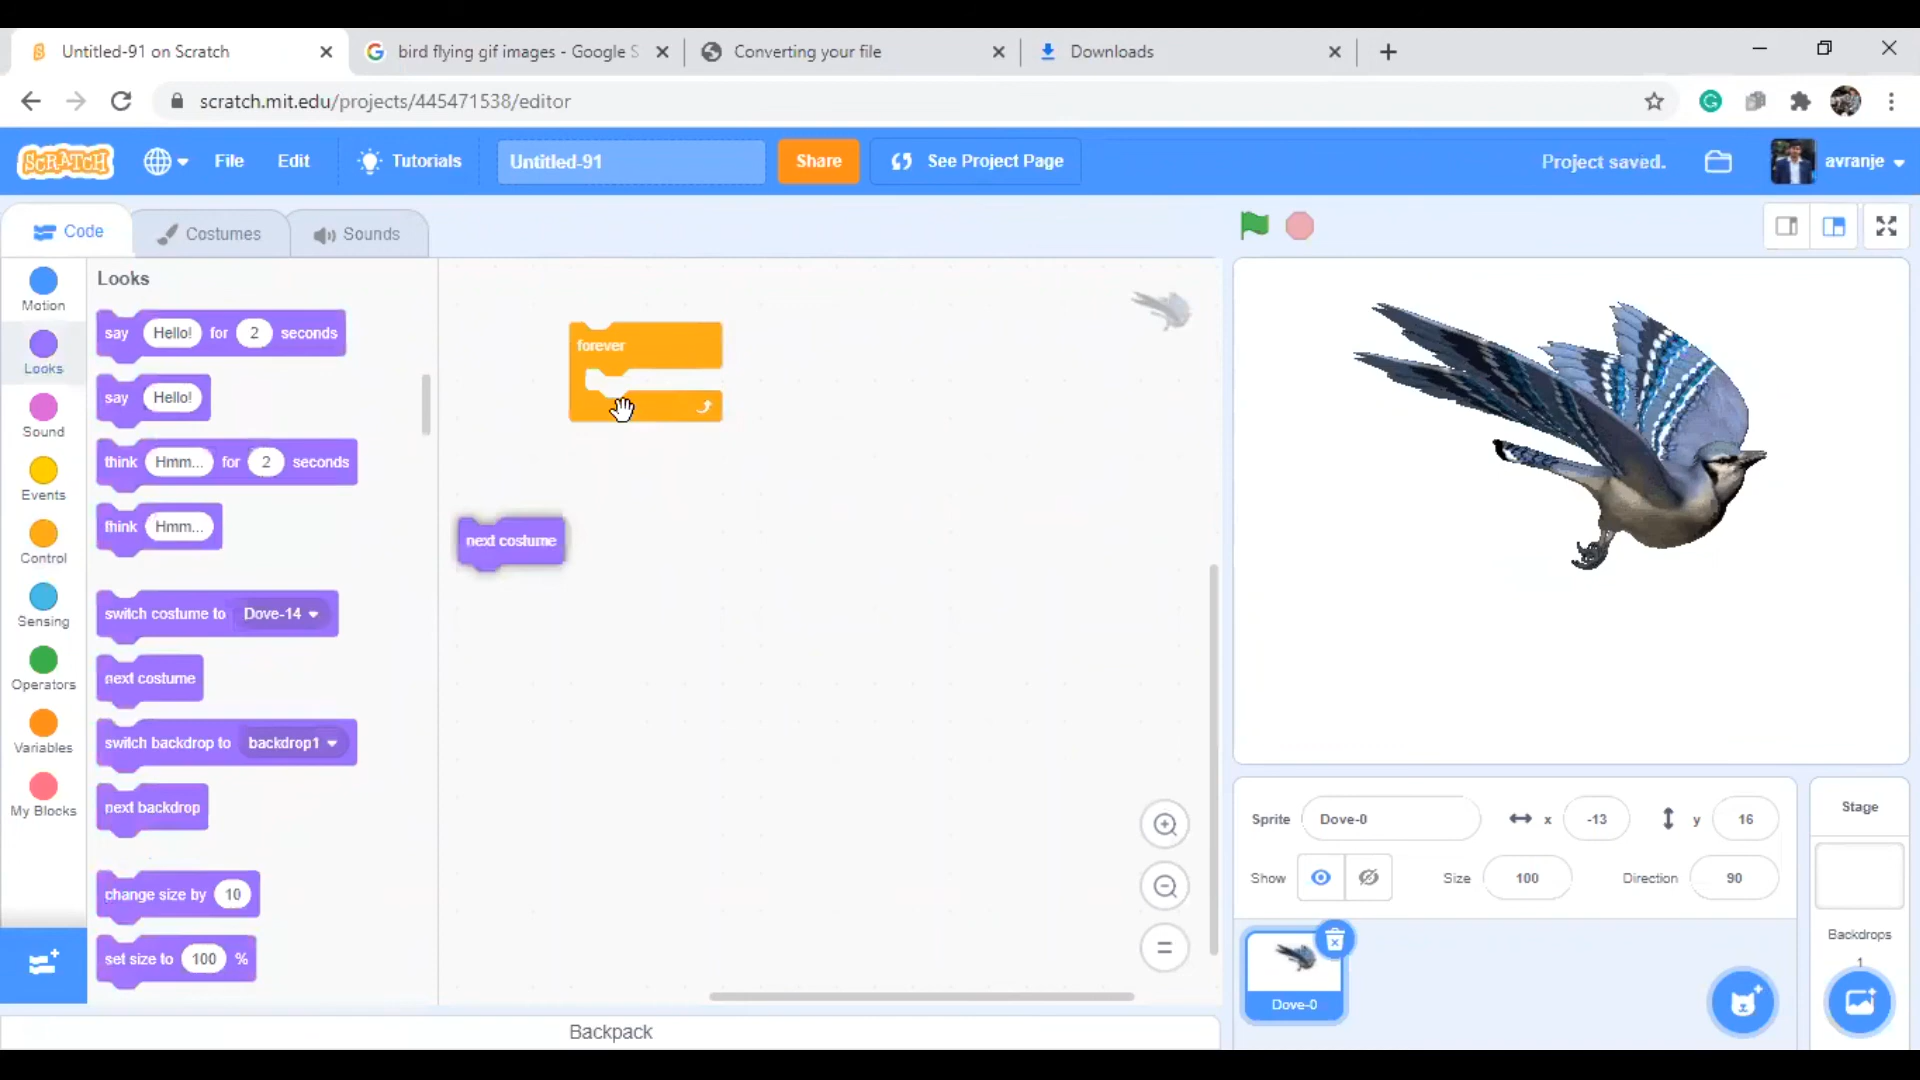 Untitled-91 on Scratch
bird flying gif images - Google S
Converting your file
Downloads
scratch.mit.edu/projects/445471538/editor
SCRATCH
File
Edit
Tutorials
Untitled-91
Share
See Project Page
Project saved.
avranje
Code
Costumes
Sounds
Motion
Looks
Sound
Events
Control
Sensing
Operators
Variables
My Blocks
Looks
say Hello! for 2 seconds
say Hello!
think Hmm... for 2 seconds
think Hmm...
switch costume to Dove-14
next costume
switch backdrop to backdrop1
next backdrop
change size by 10
set size to 100 %
forever
next costume
Backpack
Sprite Dove-0 x -13 y 16
Show Size 100 Direction 90
Dove-0
Stage
Backdrops
1